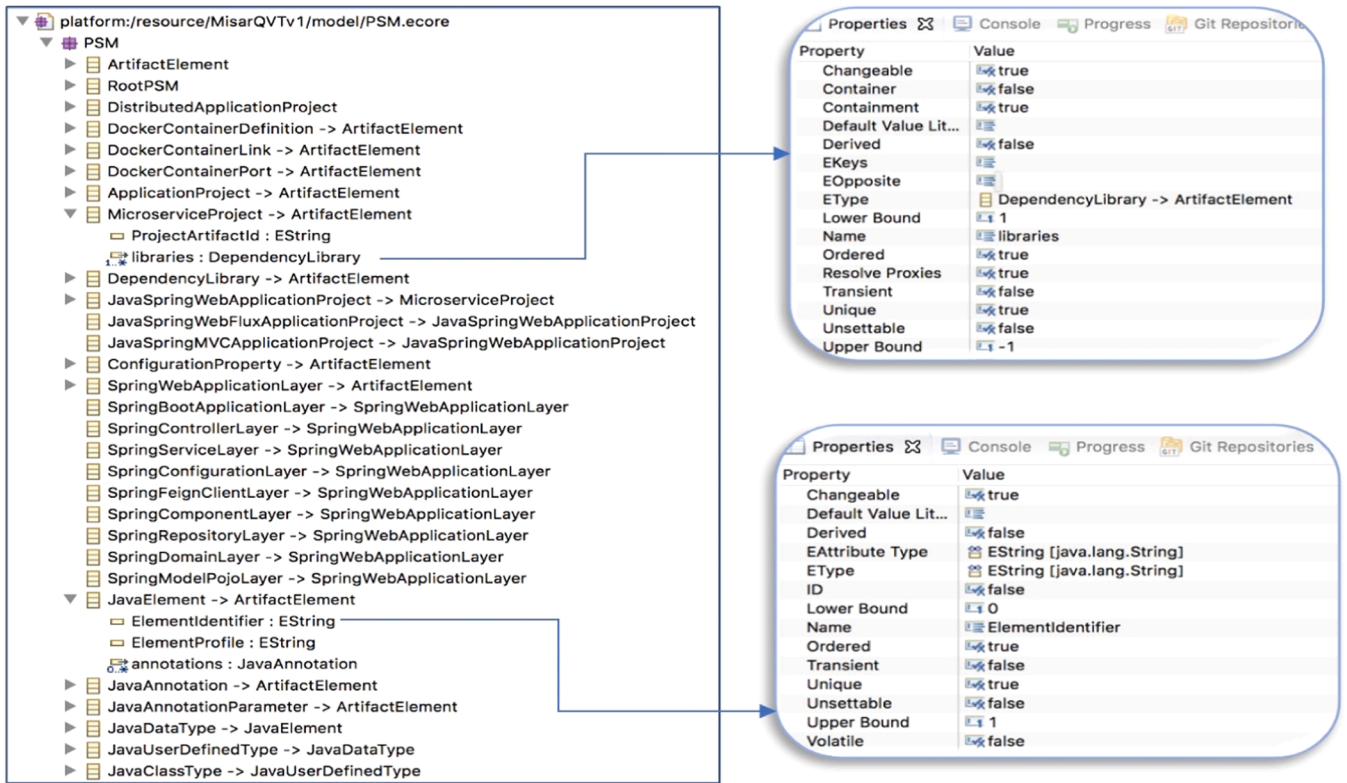 platform:/resource/MisarQVTv1/model/PSM.ecore
PSM
ArtifactElement
RootPSM
DistributedApplicationProject
DockerContainerDefinition -> ArtifactElement
DockerContainerLink -> ArtifactElement
DockerContainerPort -> ArtifactElement
ApplicationProject -> ArtifactElement
MicroserviceProject -> ArtifactElement
ProjectArtifactId : EString
1..* libraries : DependencyLibrary
DependencyLibrary -> ArtifactElement
JavaSpringWebApplicationProject -> MicroserviceProject
JavaSpringWebFluxApplicationProject -> JavaSpringWebApplicationProject
JavaSpringMVCApplicationProject -> JavaSpringWebApplicationProject
ConfigurationProperty -> ArtifactElement
SpringWebApplicationLayer -> ArtifactElement
SpringBootApplicationLayer -> SpringWebApplicationLayer
SpringControllerLayer -> SpringWebApplicationLayer
SpringServiceLayer -> SpringWebApplicationLayer
SpringConfigurationLayer -> SpringWebApplicationLayer
SpringFeignClientLayer -> SpringWebApplicationLayer
SpringComponentLayer -> SpringWebApplicationLayer
SpringRepositoryLayer -> SpringWebApplicationLayer
SpringDomainLayer -> SpringWebApplicationLayer
SpringModelPojoLayer -> SpringWebApplicationLayer
JavaElement -> ArtifactElement
ElementIdentifier : EString
ElementProfile : EString
0..* annotations : JavaAnnotation
JavaAnnotation -> ArtifactElement
JavaAnnotationParameter -> ArtifactElement
JavaDataType -> JavaElement
JavaUserDefinedType -> JavaDataType
JavaClassType -> JavaUserDefinedType
Properties Console Progress Git
Property Value
Changeable true
Container false
Containment true
Default Value Lit...
Derived false
EKeys
EOpposite
EType DependencyLibrary -> ArtifactElement
Lower Bound 1
Name libraries
Ordered true
Resolve Proxies true
Transient false
Unique true
Unsettable false
Upper Bound -1
Properties Console Progress Git Repositories
Property Value
Changeable true
Default Value Lit...
Derived false
EAttribute Type EString [java.lang.String]
EType EString [java.lang.String]
ID false
Lower Bound 0
Name ElementIdentifier
Ordered true
Transient false
Unique true
Unsettable false
Upper Bound 1
Volatile false